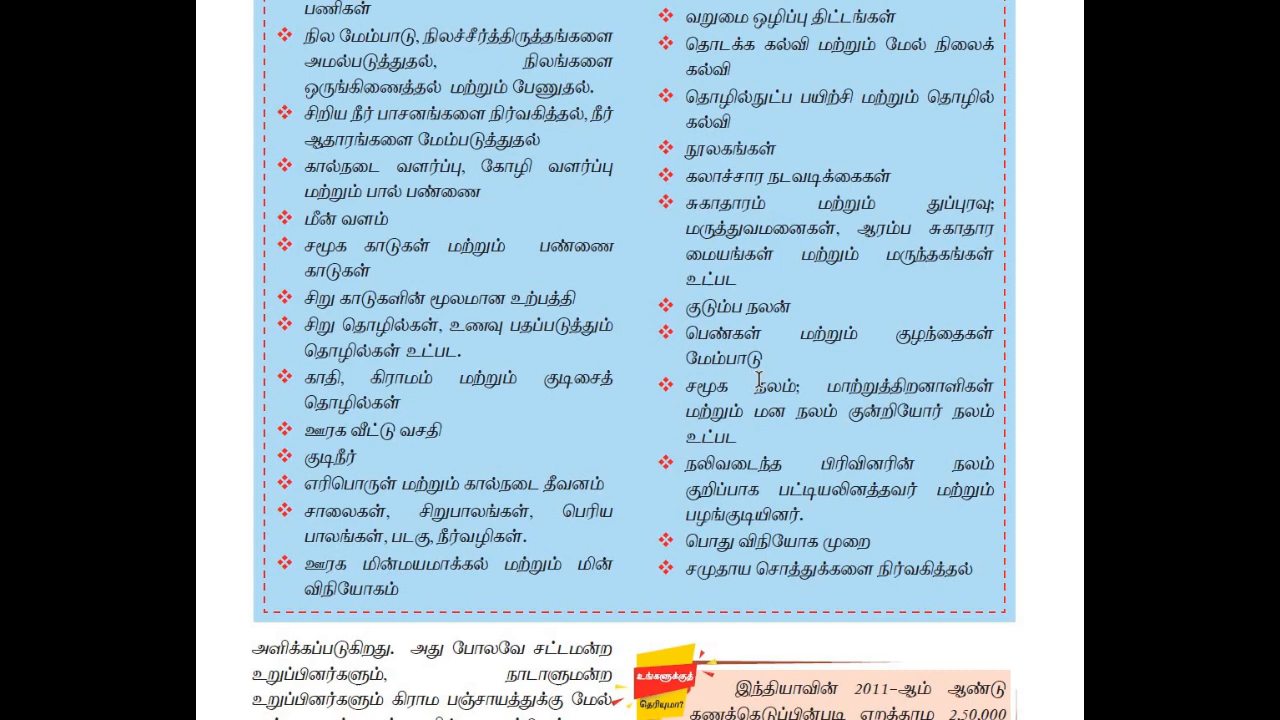 பணிகள்
நில மேம்பாடு, நிலச்சீர்த்திருத்தங்களை
அமல்படுத்துதல், நிலங்களை
ஒருங்கிணைத்தல் மற்றும் பேணுதல்.
சிறிய நீர் பாசனங்களை நிர்வகித்தல், நீர்
ஆதாரங்களை மேம்படுத்துதல்
கால்நடை வளர்ப்பு, கோழி வளர்ப்பு
மற்றும் பால் பண்ணை
மீன் வளம்
சமூக காடுகள் மற்றும் பண்ணை
காடுகள்
சிறு காடுகளின் மூலமான உற்பத்தி
சிறு தொழில்கள், உணவு பதப்படுத்தும்
தொழில்கள் உட்பட.
காதி, கிராமம் மற்றும் குடிசைத்
தொழில்கள்
ஊரக வீட்டு வசதி
குடிநீர்
எரிபொருள் மற்றும் கால்நடை தீவனம்
சாலைகள், சிறுபாலங்கள், பெரிய
பாலங்கள், படகு, நீர்வழிகள்.
ஊரக மின்மயமாக்கல் மற்றும் மின்
விநியோகம்
வறுமை ஒழிப்பு திட்டங்கள்
தொடக்க கல்வி மற்றும் மேல் நிலைக்
கல்வி
தொழில்நுட்ப பயிற்சி மற்றும் தொழில்
கல்வி
நூலகங்கள்
கலாச்சார நடவடிக்கைகள்
சுகாதாரம் மற்றும் துப்புரவு;
மருத்துவமனைகள், ஆரம்ப சுகாதார
மையங்கள் மற்றும் மருந்தகங்கள்
உட்பட
குடும்ப நலன்
பெண்கள் மற்றும் குழந்தைகள்
மேம்பாடு
சமூக நலம்; மாற்றுத்திறனாளிகள்
மற்றும் மன நலம் குன்றியோர் நலம்
உட்பட
நலிவடைந்த பிரிவினரின் நலம்
குறிப்பாக பட்டியலினத்தவர் மற்றும்
பழங்குடியினர்.
பொது விநியோக முறை
சமுதாய சொத்துக்களை நிர்வகித்தல்
அளிக்கப்படுகிறது. அது போலவே சட்டமன்ற
உறுப்பினர்களும், நாடாளுமன்ற
உறுப்பினர்களும் கிராம பஞ்சாயத்துக்கு மேல்
உங்களுக்குத்
தெரியுமா?
இந்தியாவின் 2011-ஆம் ஆண்டு
கணக்கெடுப்பின்படி ஏறத்தாழ 2,50,000